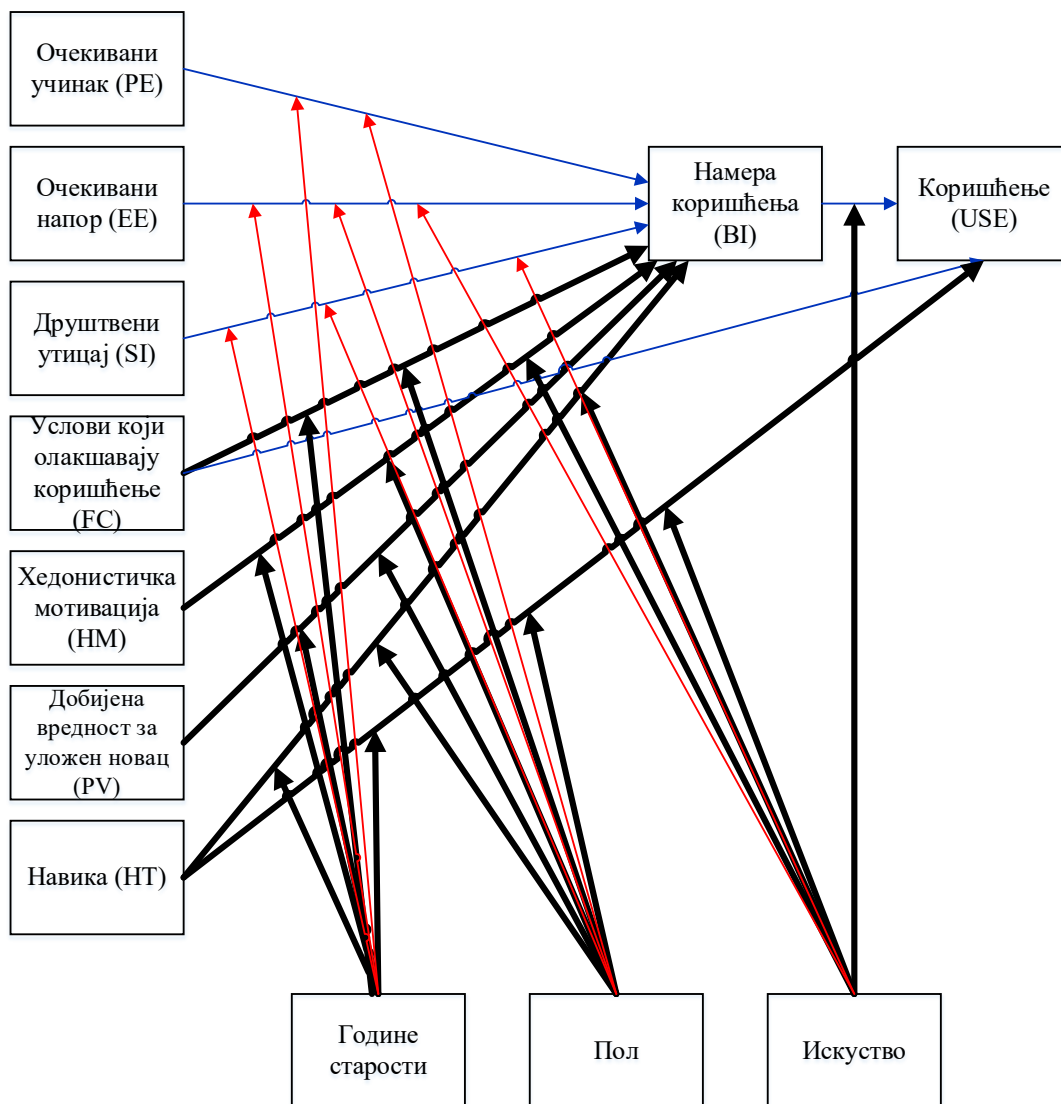 Очекивани
учинак (PE)
Очекивани
напор (EE)
Намера
коришћења
(BI)
Коришћење
(USE)
Друштвени
утицај (SI)
Услови који
олакшавају
коришћење
(FC)
Хедонистичка
мотивација
(HM)
Добијена
вредност за
уложен новац
(PV)
Навика (HT)
Године
старости
Пол
Искуство